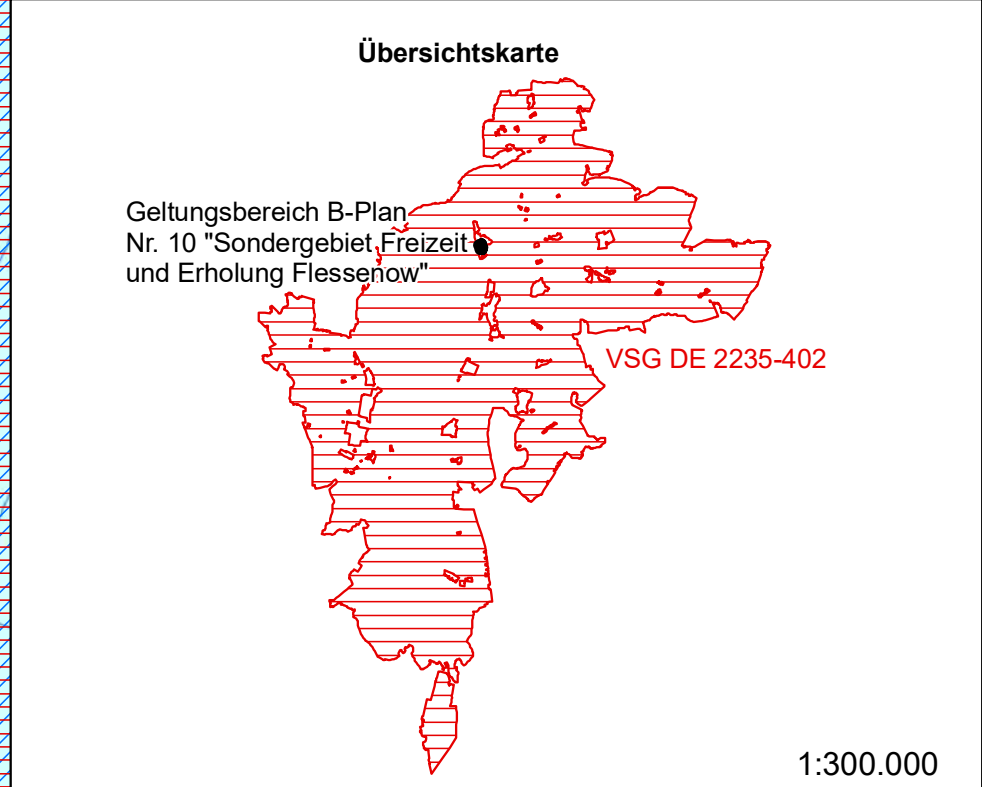 Übersichtskarte
Geltungsbereich B-Plan
Nr. 10 "Sondergebiet Freizeit
und Erholung Flessenow"
VSG DE 2235-402
1:300.000